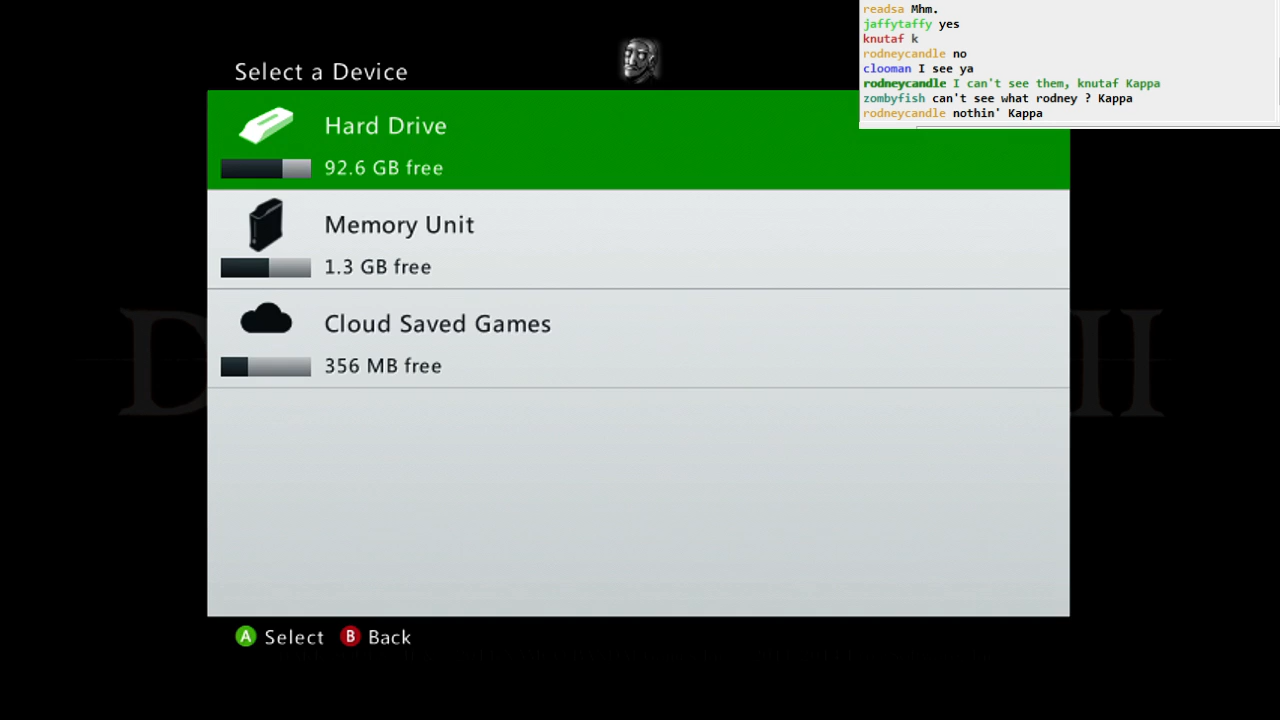 Select a Device
Hard Drive
92.6 GB free
Memory Unit
1.3 GB free
Cloud Saved Games
356 MB free
A Select B Back
readsa Mhm.
jaffytaffy yes
knutaf k
rodneycandle no
clooman I see ya
rodneycandle I can't see them, knutaf Kappa
zombyfish can't see what rodney ? Kappa
rodneycandle nothin' Kappa
D
II